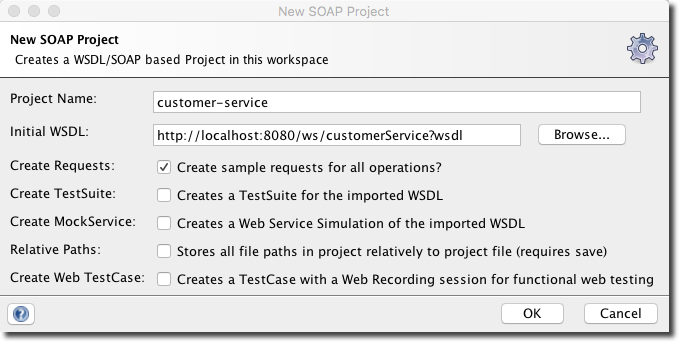 New SOAP Project
New SOAP Project
Creates a WSDL/SOAP based Project in this workspace
Project Name: customer-service
Initial WSDL: http://localhost:8080/ws/customerService?wsdl Browse...
Create Requests: Create sample requests for all operations?
Create TestSuite: Creates a TestSuite for the imported WSDL
Create MockService: Creates a Web Service Simulation of the imported WSDL
Relative Paths: Stores all file paths in project relatively to project file (requires save)
Create Web TestCase: Creates a TestCase with a Web Recording session for functional web testing
? OK Cancel